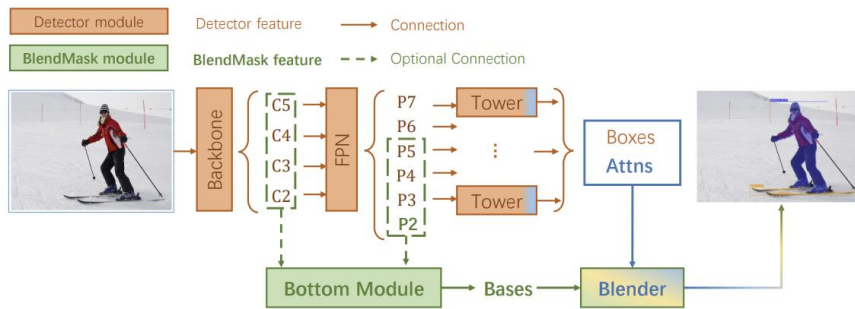 Detector module
Detector feature
Connection
BlendMask module
BlendMask feature
Optional Connection
Backbone
C5
C4
C3
C2
FPN
P7
P6
P5
P4
P3
P2
Tower
⋮
Tower
Boxes
Attns
Bottom Module
Bases
Blender